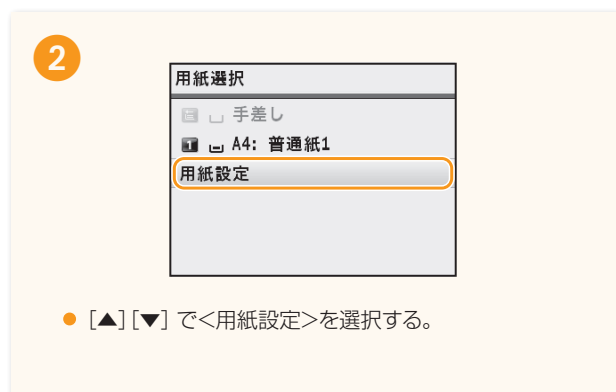 2
用紙選択
手差し
1 A4: 普通紙1
用紙設定
● [▲][▼] で<用紙設定>を選択する。